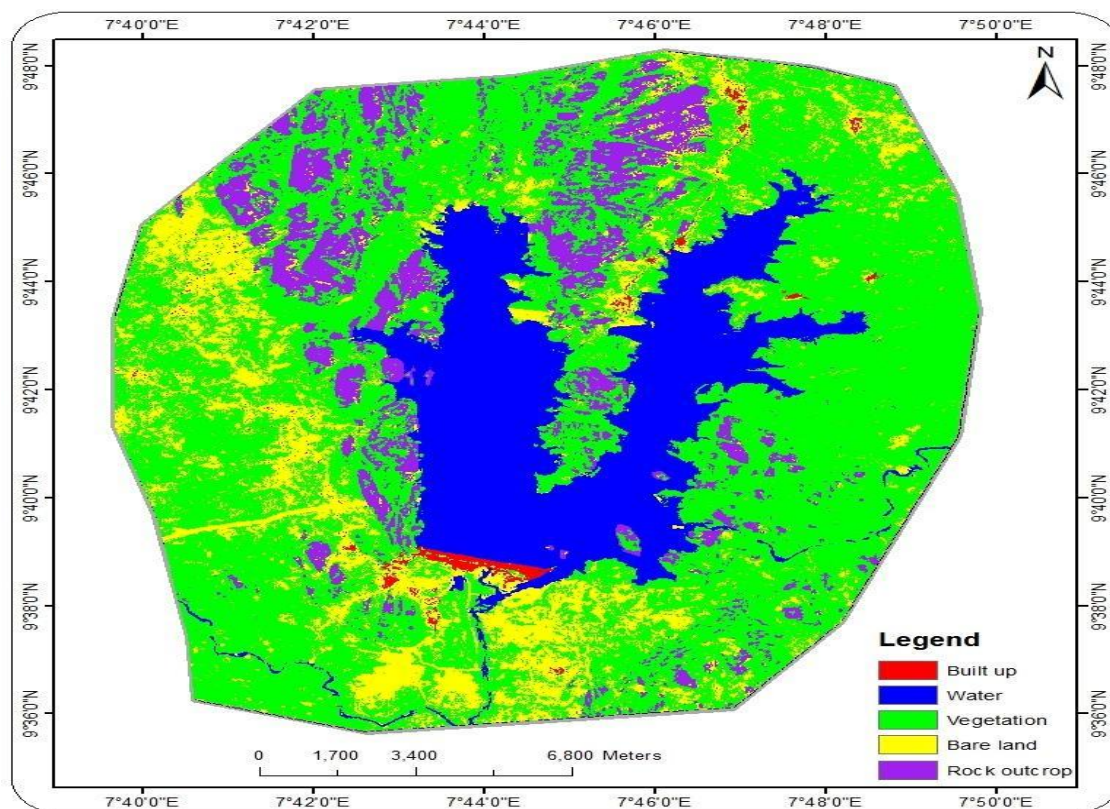 7°40'0"E 7°42'0"E 7°44'0"E 7°46'0"E 7°48'0"E 7°50'0"E
N
9°48'0"N 9°48'0"N
9°46'0"N 9°46'0"N
9°44'0"N 9°44'0"N
9°42'0"N 9°42'0"N
9°40'0"N 9°40'0"N
9°38'0"N 9°38'0"N
9°36'0"N 9°36'0"N
Legend
Built up
Water
Vegetation
Bare land
Rock outcrop
0 1,700 3,400 6,800 Meters
7°40'0"E 7°42'0"E 7°44'0"E 7°46'0"E 7°48'0"E 7°50'0"E